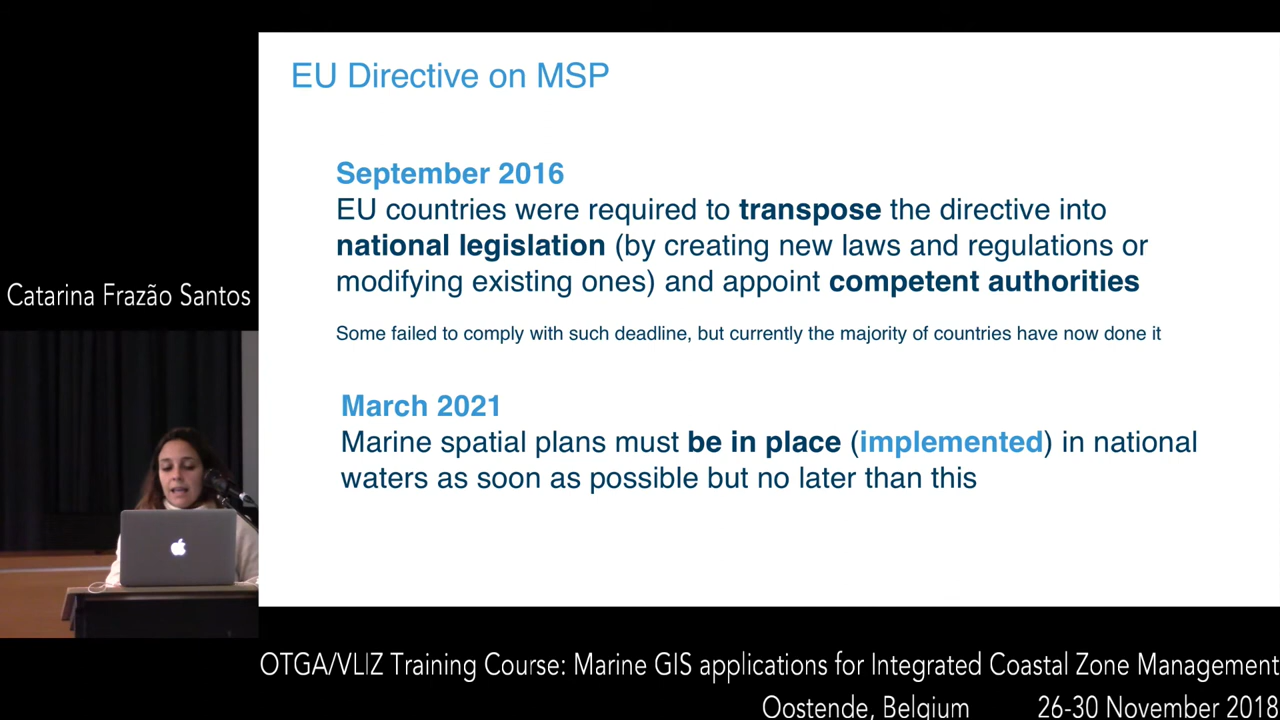 EU Directive on MSP
September 2016
EU countries were required to transpose the directive into
national legislation (by creating new laws and regulations or
modifying existing ones) and appoint competent authorities
Some failed to comply with such deadline, but currently the majority of countries have now done it
March 2021
Marine spatial plans must be in place (implemented) in national
waters as soon as possible but no later than this
Catarina Frazão Santos
OTGA/VLIZ Training Course: Marine GIS applications for Integrated Coastal Zone Management
Oostende, Belgium 26-30 November 2018